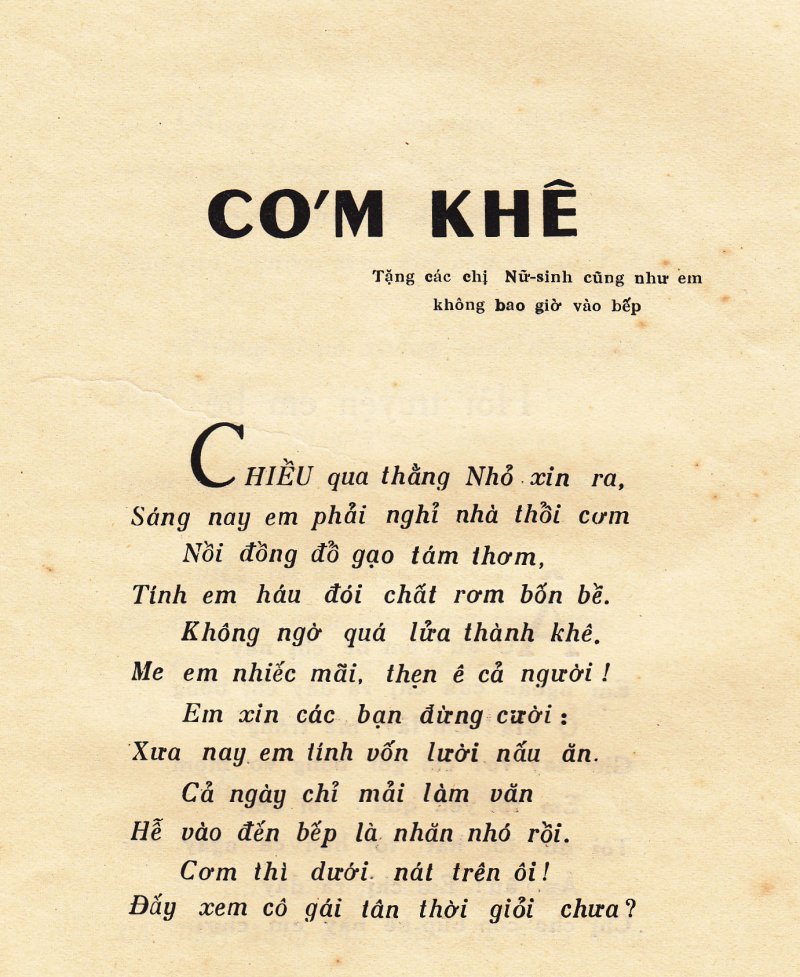 CƠM KHÊ
Tặng các chị Nữ-sinh cũng như em
không bao giờ vào bếp
CHIỀU qua thằng Nhỏ xin ra,
Sáng nay em phải nghỉ nhà thổi cơm
Nồi đồng đổ gạo tám thơm,
Tính em háu đói chất rơm bốn bề.
Không ngờ quá lửa thành khê.
Me em nhiếc mãi, thẹn ê cả người !
Em xin các bạn đừng cười :
Xưa nay em tính vốn lười nấu ăn.
Cả ngày chỉ mải làm văn
Hễ vào đến bếp là nhăn nhó rồi.
Cơm thì dưới nát trên ôi !
Đấy xem cô gái tân thời giỏi chưa ?